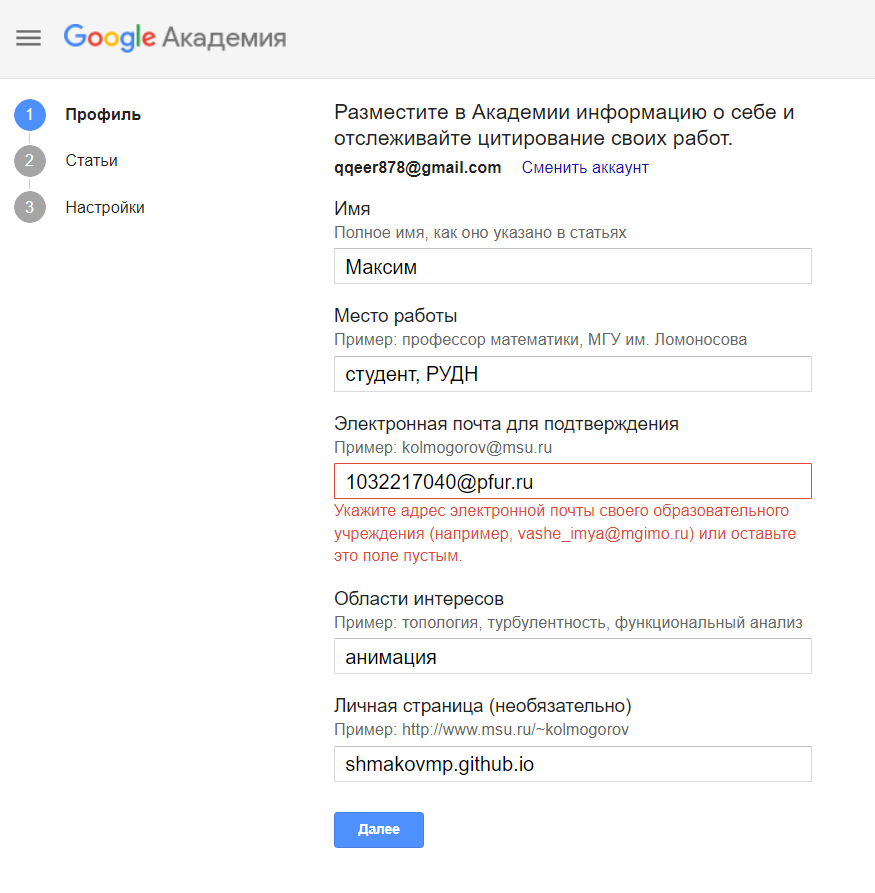 Google Академия
1 Профиль
2 Статьи
3 Настройки
Разместите в Академии информацию о себе и
отслеживайте цитирование своих работ.
qqeer878@gmail.com Сменить аккаунт
Имя
Полное имя, как оно указано в статьях
Максим
Место работы
Пример: профессор математики, МГУ им. Ломоносова
студент, РУДН
Электронная почта для подтверждения
Пример: kolmogorov@msu.ru
1032217040@pfur.ru
Укажите адрес электронной почты своего образовательного
учреждения (например, vashe_imya@mgimo.ru) или оставьте
это поле пустым.
Области интересов
Пример: топология, турбулентность, функциональный анализ
анимация
Личная страница (необязательно)
Пример: http://www.msu.ru/~kolmogorov
shmakovmp.github.io
Далее